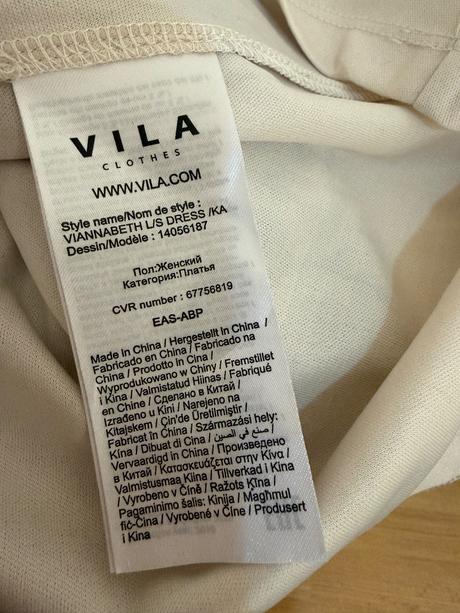 VILA
CLOTHES
WWW.VILA.COM
Style name/Nom de style :
VIANNABETH L/S DRESS /KA
Dessin/Modèle : 14056187
Пол:Женский
Категория:Платья
CVR number : 67756819
EAS-ABP
Made in China / Hergestellt in China /
Fabricado en China / Fabricado na
China / Prodotto in Cina /
Wyprodukowano w Chiny / Fremstillet
i Kina / Valmistatud Hiinas / Fabriqué
en Chine / Сделано в Китай /
Izrađeno u Kini / Narejeno na
Kitajskem / Çin'de Üretilmiştir /
Fabricat în China / Származási hely:
Kína / Dibuat di Cina / صنع في الصين /
Vervaardigd in China / Произведено
в Китай / Κατασκευάζεται στην Κίνα /
Valmistusmaa Kiina / Tillverkad i Kina
/ Vyrobeno v Číně / Ražots Ķīna /
Pagaminimo šalis: Kinija / Magħmul
fiċ-Ċina / Vyrobené v Číne / Produsert
i Kina